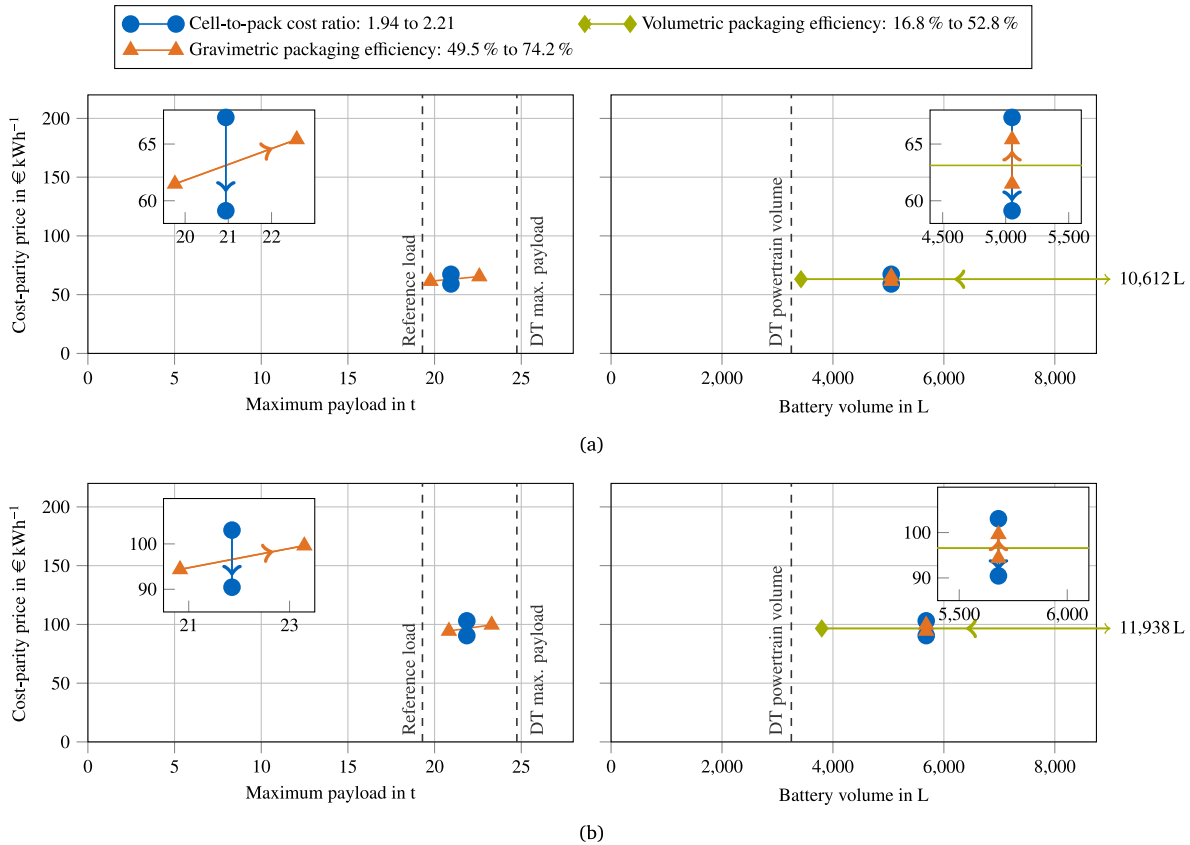 Cell-to-pack cost ratio: 1.94 to 2.21
Volumetric packaging efficiency: 16.8 % to 52.8 %
Gravimetric packaging efficiency: 49.5 % to 74.2 %
Cost-parity price in € kWh⁻¹
200
150
100
50
0
65
60
20 21 22
Reference load
DT max. payload
0 5 10 15 20 25
Maximum payload in t
65
60
4,500 5,000 5,500
DT powertrain volume
10,612 L
0 2,000 4,000 6,000 8,000
Battery volume in L
(a)
Cost-parity price in € kWh⁻¹
200
150
100
50
0
100
90
21 23
Reference load
DT max. payload
0 5 10 15 20 25
Maximum payload in t
100
90
5,500 6,000
DT powertrain volume
11,938 L
0 2,000 4,000 6,000 8,000
Battery volume in L
(b)